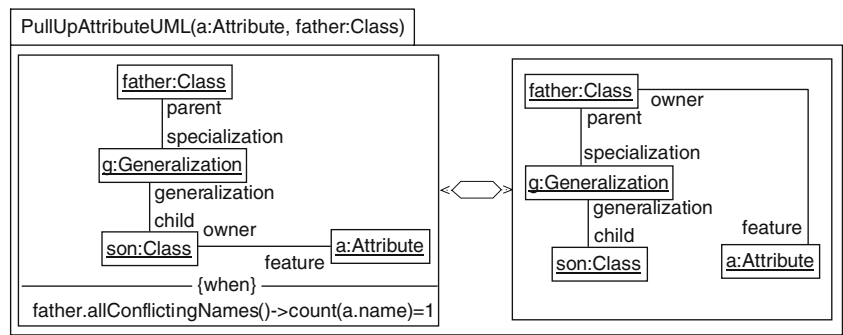 PullUpAttributeUML(a:Attribute, father:Class)
father:Class
parent
specialization
g:Generalization
generalization
child
owner
son:Class
a:Attribute
feature
{when}
father.allConflictingNames()->count(a.name)=1
father:Class
owner
parent
specialization
g:Generalization
generalization
child
feature
son:Class
a:Attribute